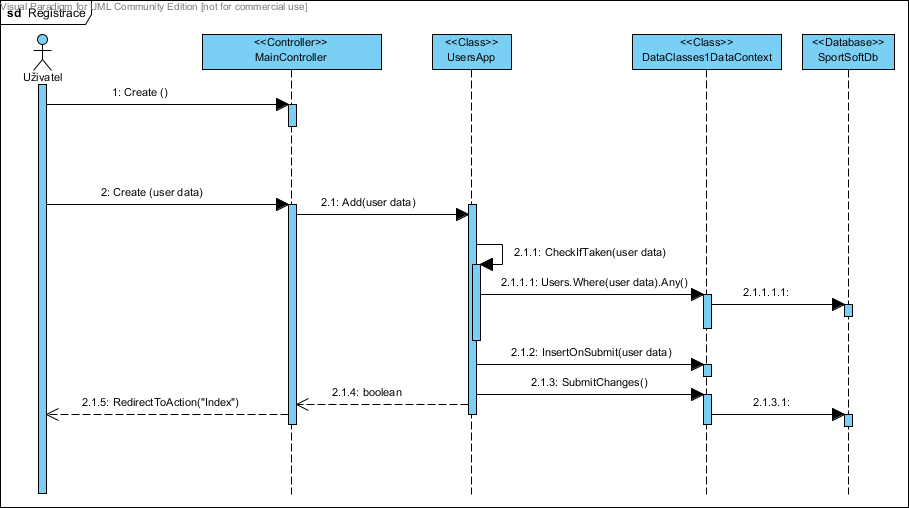 Visual Paradigm for UML Community Edition [not for commercial use]
sd Registrace
<<Controller>>
MainController
<<Class>>
UsersApp
<<Class>>
DataClasses1DataContext
<<Database>>
SportSoftDb
Uživatel
1: Create ()
2: Create (user data)
2.1: Add(user data)
2.1.1: CheckIfTaken(user data)
2.1.1.1: Users.Where(user data).Any()
2.1.1.1.1:
2.1.2: InsertOnSubmit(user data)
2.1.3: SubmitChanges()
2.1.4: boolean
2.1.5: RedirectToAction("Index")
2.1.3.1: